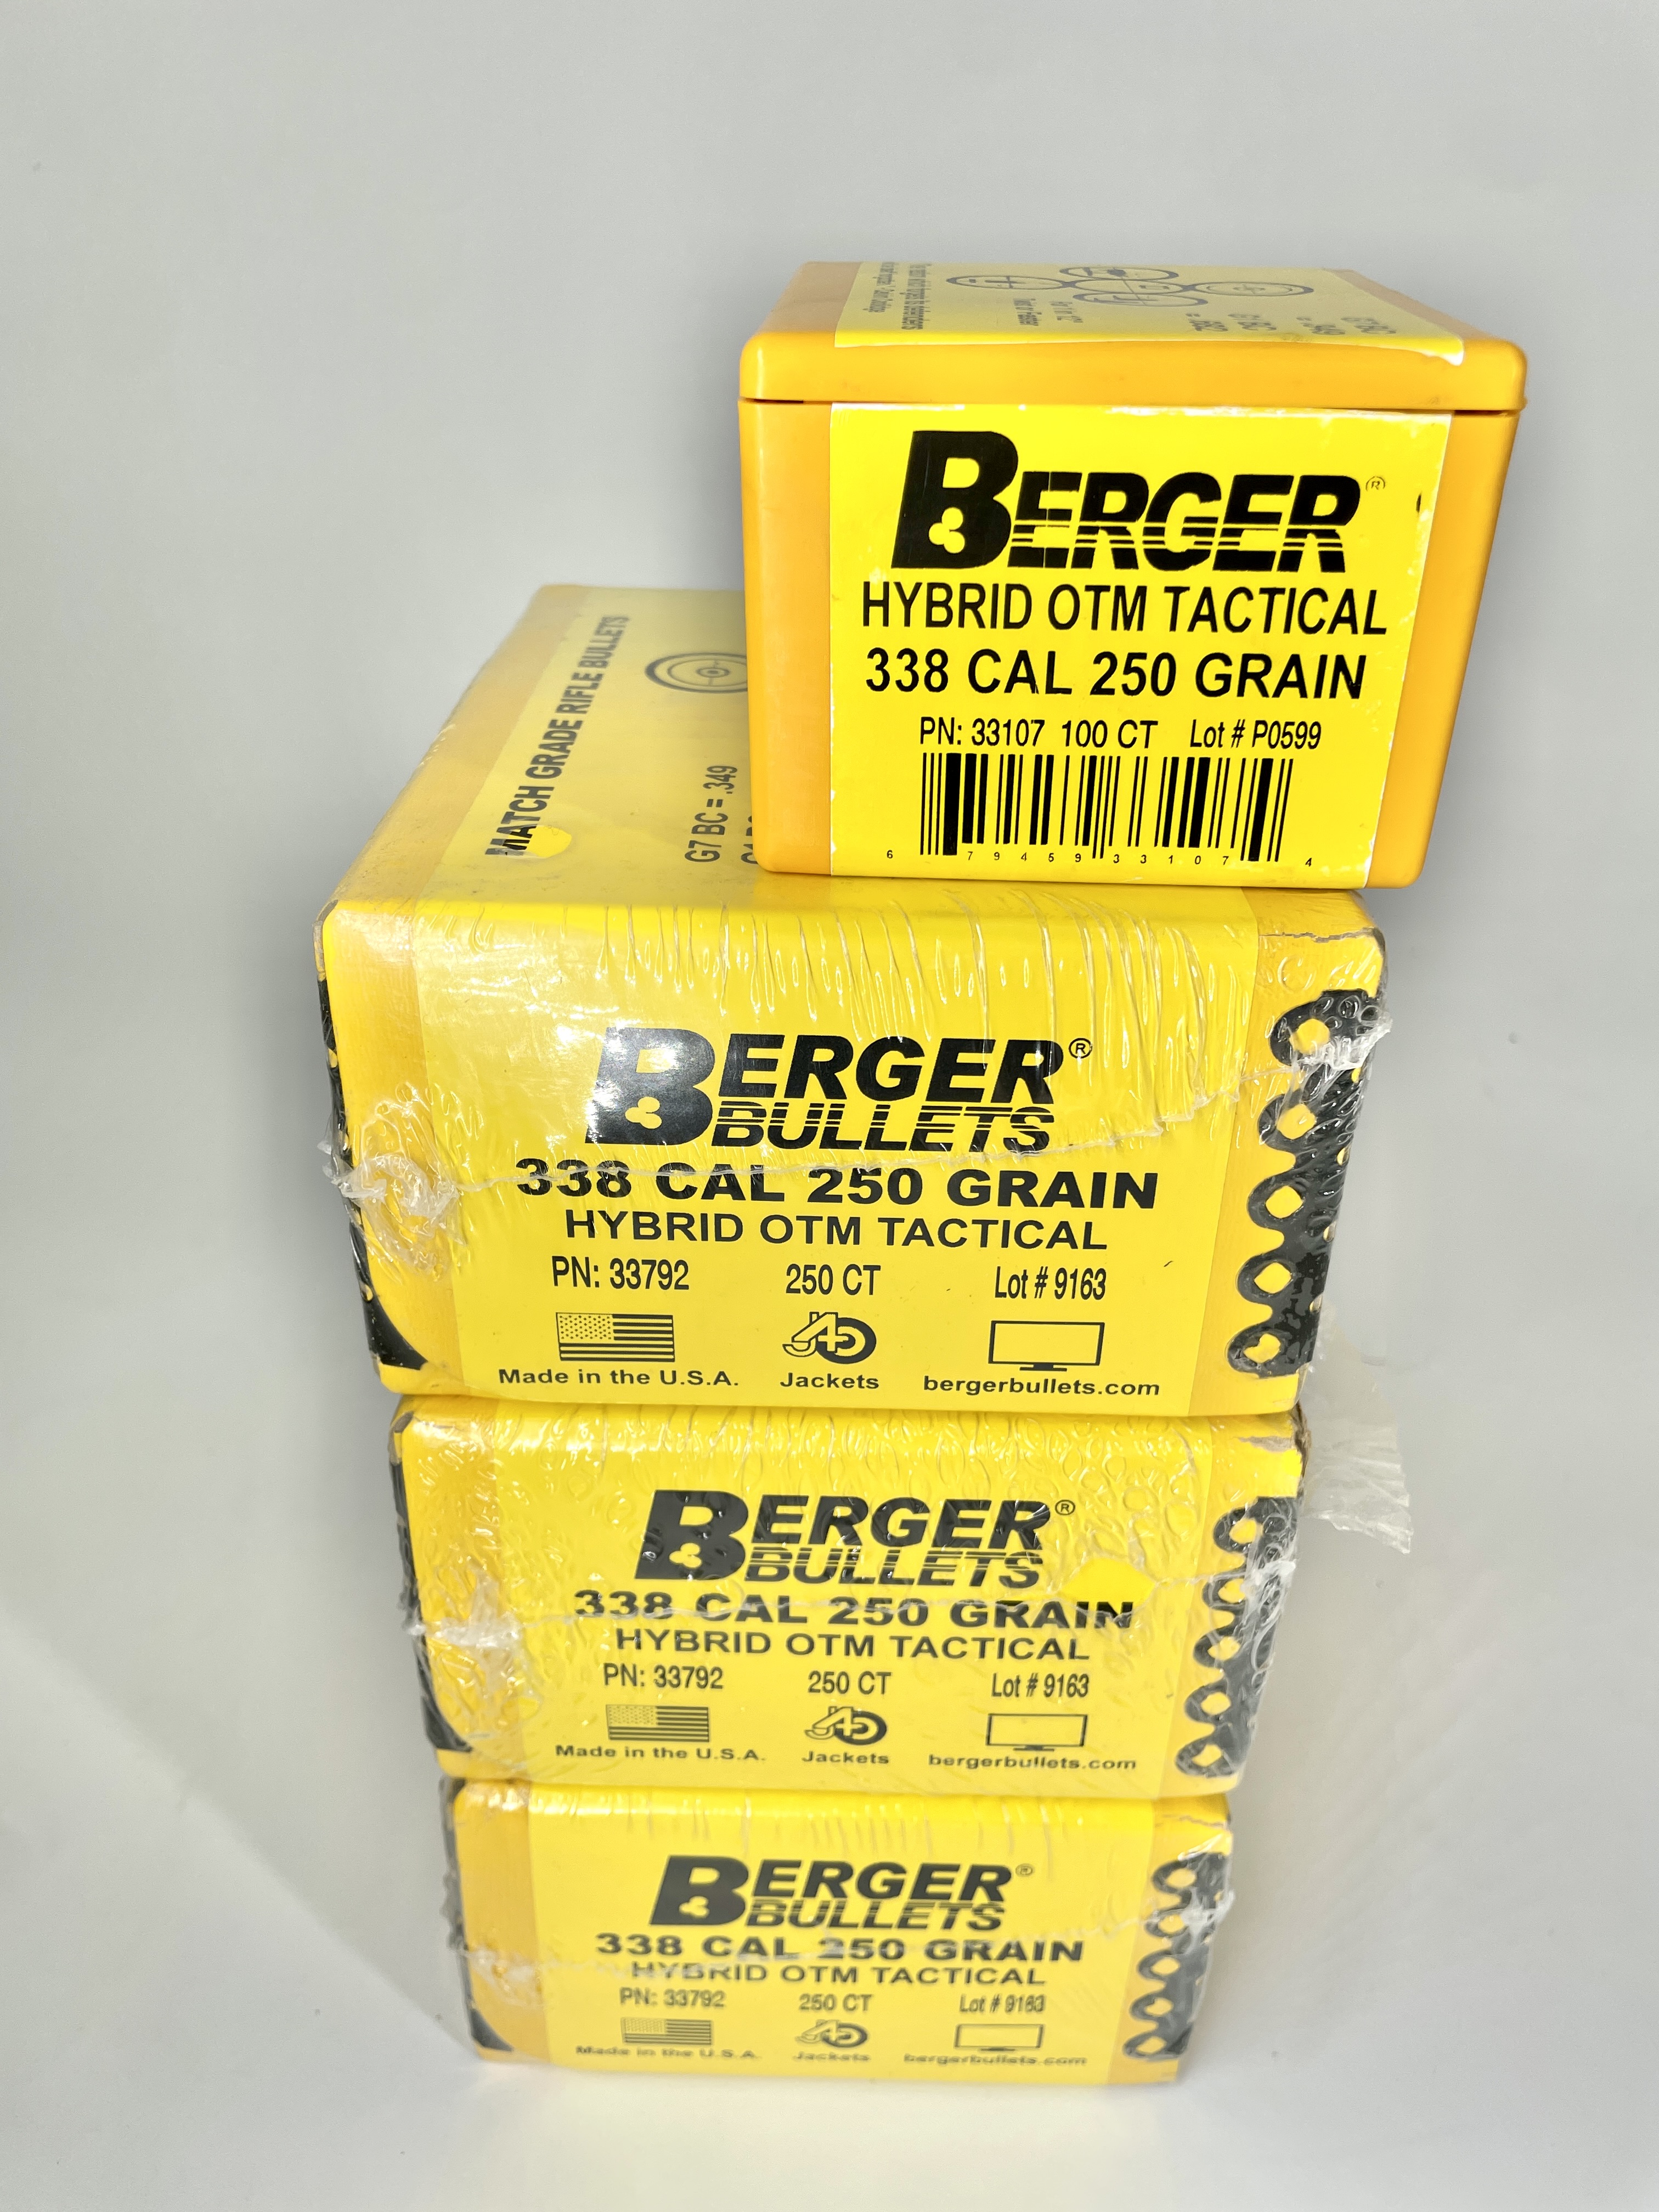 BERGER®
HYBRID OTM TACTICAL
338 CAL 250 GRAIN
PN: 33107 100 CT Lot # P0599
6 79459 33107 4
MATCH GRADE RIFLE BULLETS
G7 BC = .349
BERGER®
BULLETS
338 CAL 250 GRAIN
HYBRID OTM TACTICAL
PN: 33792 250 CT Lot # 9163
Made in the U.S.A. J4 Jackets bergerbullets.com
BERGER®
BULLETS
338 CAL 250 GRAIN
HYBRID OTM TACTICAL
PN: 33792 250 CT Lot # 9163
Made in the U.S.A. J4 Jackets bergerbullets.com
BERGER®
BULLETS
338 CAL 250 GRAIN
HYBRID OTM TACTICAL
PN: 33792 250 CT Lot # 9163
Made in the U.S.A. J4 Jackets bergerbullets.com